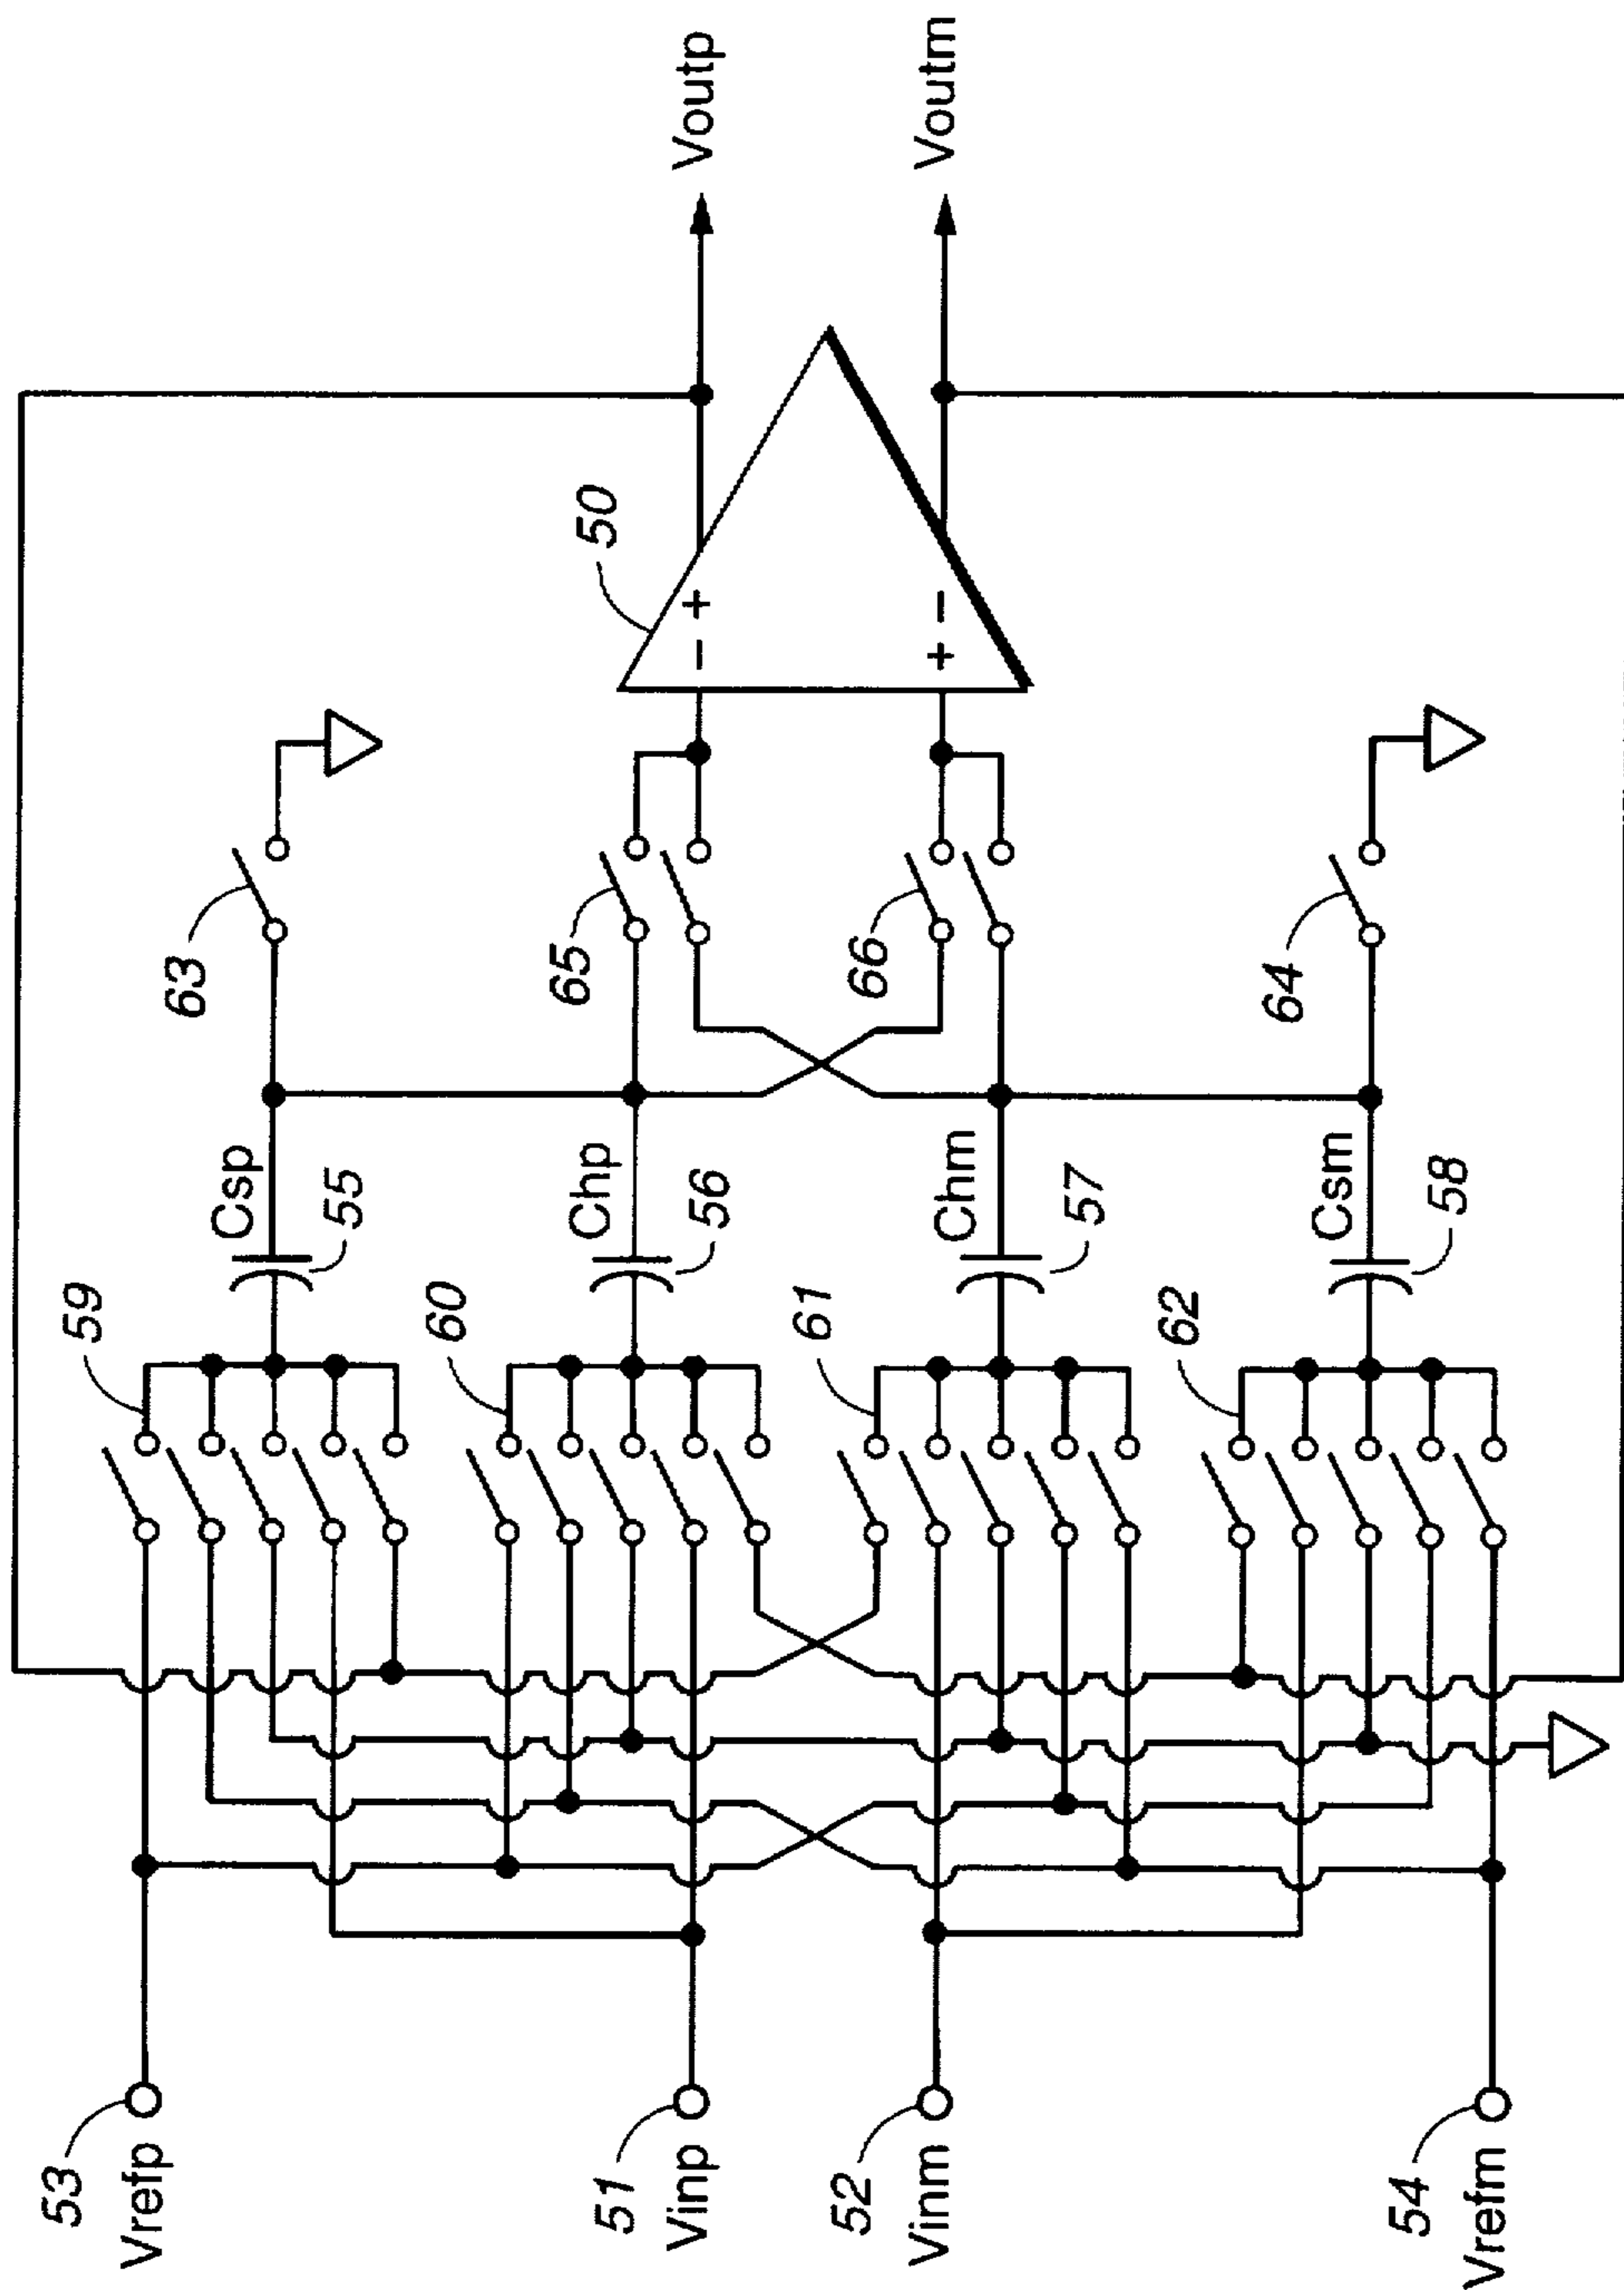 53
Vrefp
51
Vinp
52
Vinm
54
Vrefm
59
60
61
62
Csp
55
Chp
56
Chm
57
Csm
58
63
65
66
64
50
- +
+ -
Voutp
Voutm